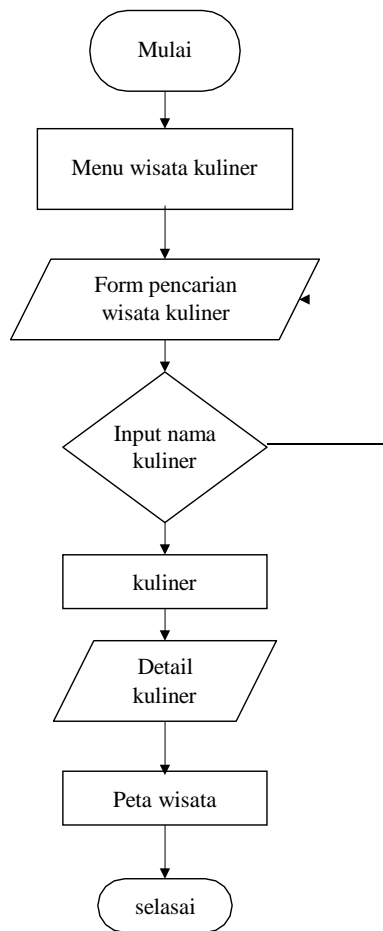 Mulai
Menu wisata kuliner
Form pencarian
wisata kuliner
Input nama
kuliner
kuliner
Detail
kuliner
Peta wisata
selasai